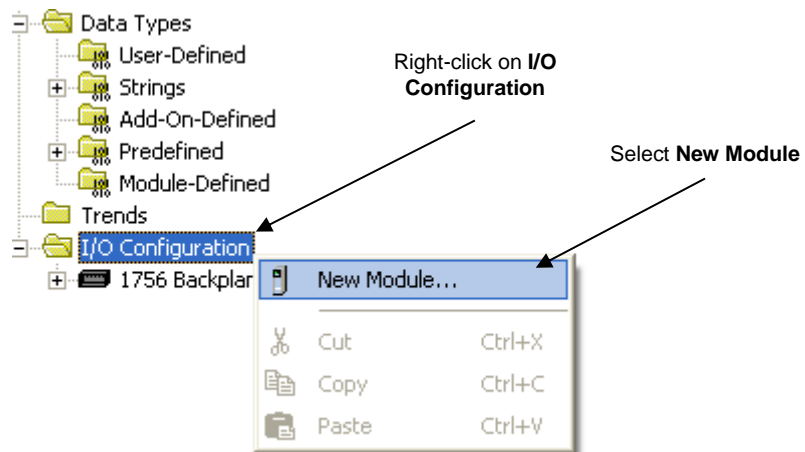 Data Types
User-Defined
Strings
Add-On-Defined
Predefined
Module-Defined
Trends
I/O Configuration
1756 Backplan
Right-click on I/O
Configuration
Select New Module
New Module...
Cut Ctrl+X
Copy Ctrl+C
Paste Ctrl+V